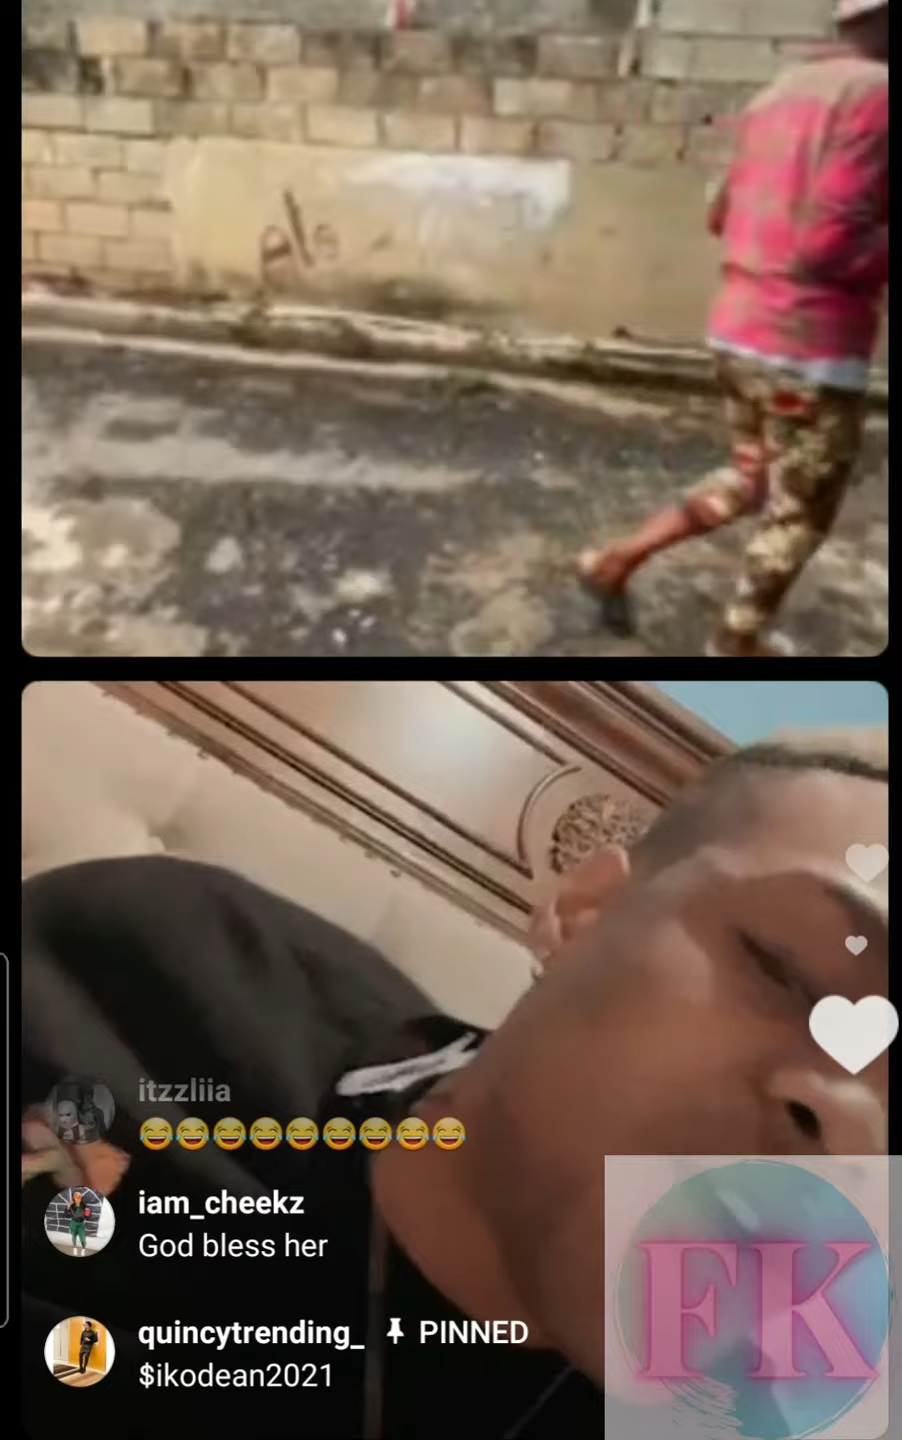 itzzliia
😂😂😂😂😂😂😂😂😂
iam_cheekz
God bless her
quincytrending_ PINNED
$ikodean2021
FK